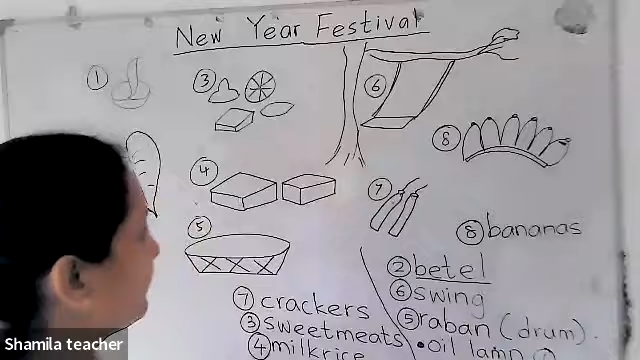 New Year Festival
①
③
⑥
⑧
④
⑦
⑤
⑧ bananas
② betel
⑥ swing
⑤ raban (drum).
• oil lamp ①
⑦ crackers
③ sweetmeats
④ milkrice
Shamila teacher